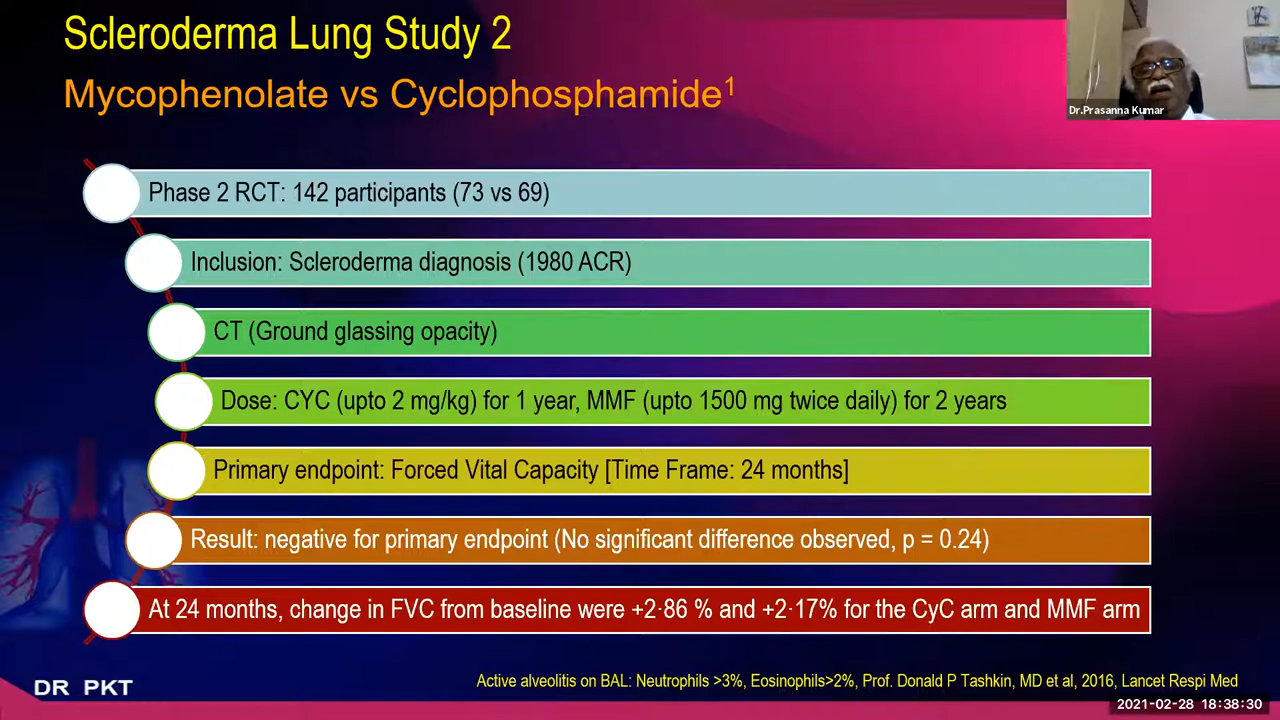 Scleroderma Lung Study 2
Mycophenolate vs Cyclophosphamide1
Dr.Prasanna Kumar
Phase 2 RCT: 142 participants (73 vs 69)
Inclusion: Scleroderma diagnosis (1980 ACR)
CT (Ground glassing opacity)
Dose: CYC (upto 2 mg/kg) for 1 year, MMF (upto 1500 mg twice daily) for 2 years
Primary endpoint: Forced Vital Capacity [Time Frame: 24 months]
Result: negative for primary endpoint (No significant difference observed, p = 0.24)
At 24 months, change in FVC from baseline were +2·86 % and +2·17% for the CyC arm and MMF arm
Active alveolitis on BAL: Neutrophils >3%, Eosinophils>2%, Prof. Donald P Tashkin, MD et al, 2016, Lancet Respi Med
DR PKT
2021-02-28 18:38:30